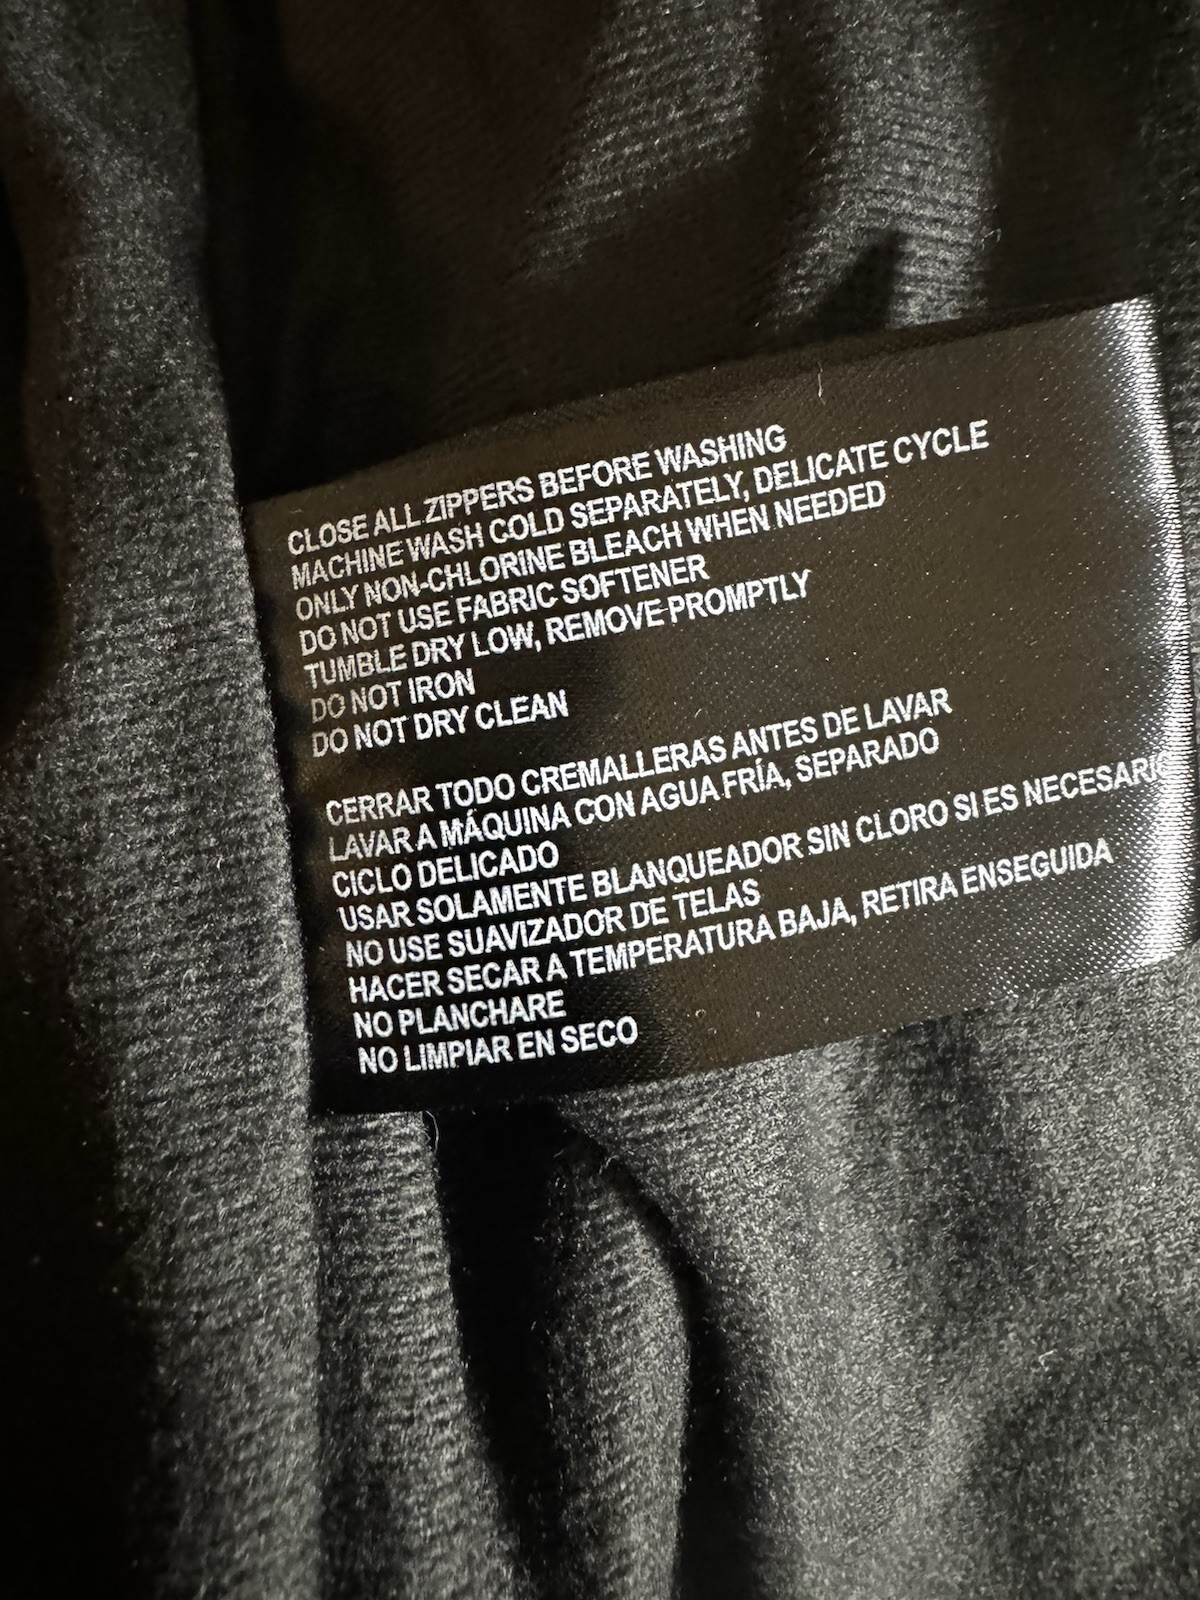 CLOSE ALL ZIPPERS BEFORE WASHING
MACHINE WASH COLD SEPARATELY, DELICATE CYCLE
ONLY NON-CHLORINE BLEACH WHEN NEEDED
DO NOT USE FABRIC SOFTENER
TUMBLE DRY LOW, REMOVE PROMPTLY
DO NOT IRON
DO NOT DRY CLEAN
CERRAR TODO CREMALLERAS ANTES DE LAVAR
LAVAR A MÁQUINA CON AGUA FRÍA, SEPARADO
CICLO DELICADO
USAR SOLAMENTE BLANQUEADOR SIN CLORO SI ES NECESARIO
NO USE SUAVIZADOR DE TELAS
HACER SECAR A TEMPERATURA BAJA, RETIRA ENSEGUIDA
NO PLANCHARE
NO LIMPIAR EN SECO